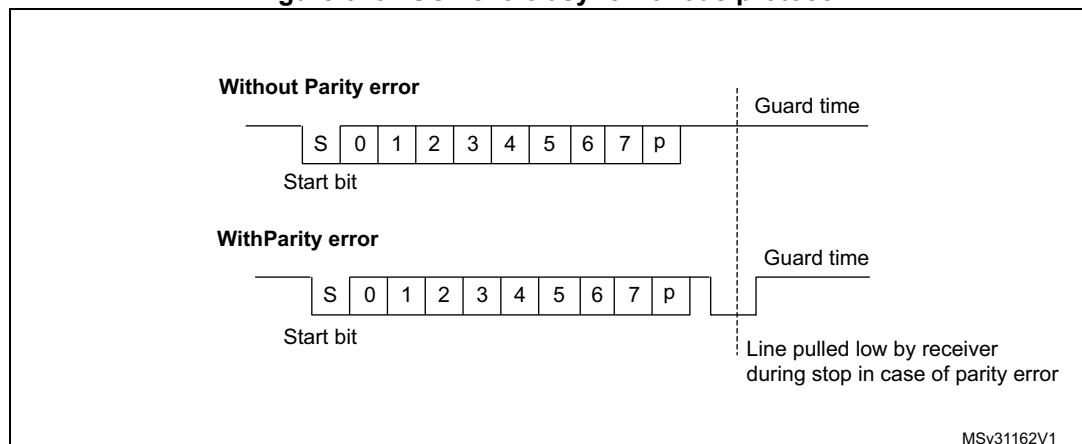 Without Parity error
Guard time
S 0 1 2 3 4 5 6 7 p
Start bit
WithParity error
Guard time
S 0 1 2 3 4 5 6 7 p
Start bit
Line pulled low by receiver
during stop in case of parity error
MSv31162V1